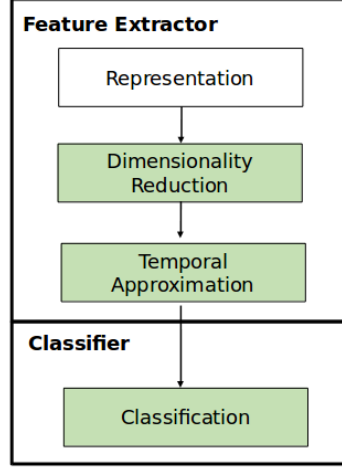 Feature Extractor
Representation
Dimensionality
Reduction
Temporal
Approximation
Classifier
Classification